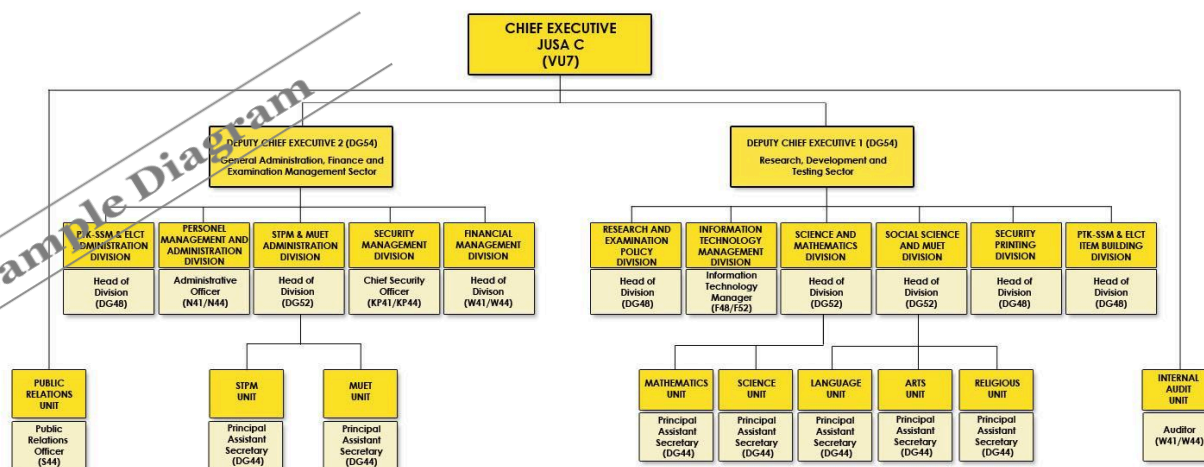 CHIEF EXECUTIVE
JUSA C
(VU7)
DEPUTY CHIEF EXECUTIVE 2 (DG54)
General Administration, Finance and
Examination Management Sector
DEPUTY CHIEF EXECUTIVE 1 (DG54)
Research, Development and
Testing Sector
ample Diagram
PTK-SSM & ELCT
DMINISTRATION
DIVISION
Head of
Division
(DG48)
PERSONEL
MANAGEMENT AND
ADMINISTRATION
DIVISION
Administrative
Officer
(N41/N44)
STPM & MUET
ADMINISTRATION
DIVISION
Head of
Division
(DG52)
SECURITY
MANAGEMENT
DIVISION
Chief Security
Officer
(KP41/KP44)
FINANCIAL
MANAGEMENT
DIVISION
Head of
Divison
(W41/W44)
RESEARCH AND
EXAMINATION
POLICY
DIVISION
Head of
Division
(DG48)
INFORMATION
TECHNOLOGY
MANAGEMENT
DIVISION
Information
Technology
Manager
(F48/F52)
SCIENCE AND
MATHEMATICS
DIVISION
Head of
Division
(DG52)
SOCIAL SCIENCE
AND MUET
DIVISION
Head of
Division
(DG52)
SECURITY
PRINTING
DIVISION
Head of
Division
(DG48)
PTK-SSM & ELCT
ITEM BUILDING
DIVISION
Head of
Division
(DG48)
PUBLIC
RELATIONS
UNIT
Public
Relations
Officer
(S44)
STPM
UNIT
Principal
Assistant
Secretary
(DG44)
MUET
UNIT
Principal
Assistant
Secretary
(DG44)
MATHEMATICS
UNIT
Principal
Assistant
Secretary
(DG44)
SCIENCE
UNIT
Principal
Assistant
Secretary
(DG44)
LANGUAGE
UNIT
Principal
Assistant
Secretary
(DG44)
ARTS
UNIT
Principal
Assistant
Secretary
(DG44)
RELIGIOUS
UNIT
Principal
Assistant
Secretary
(DG44)
INTERNAL
AUDIT
UNIT
Auditor
(W41/W44)